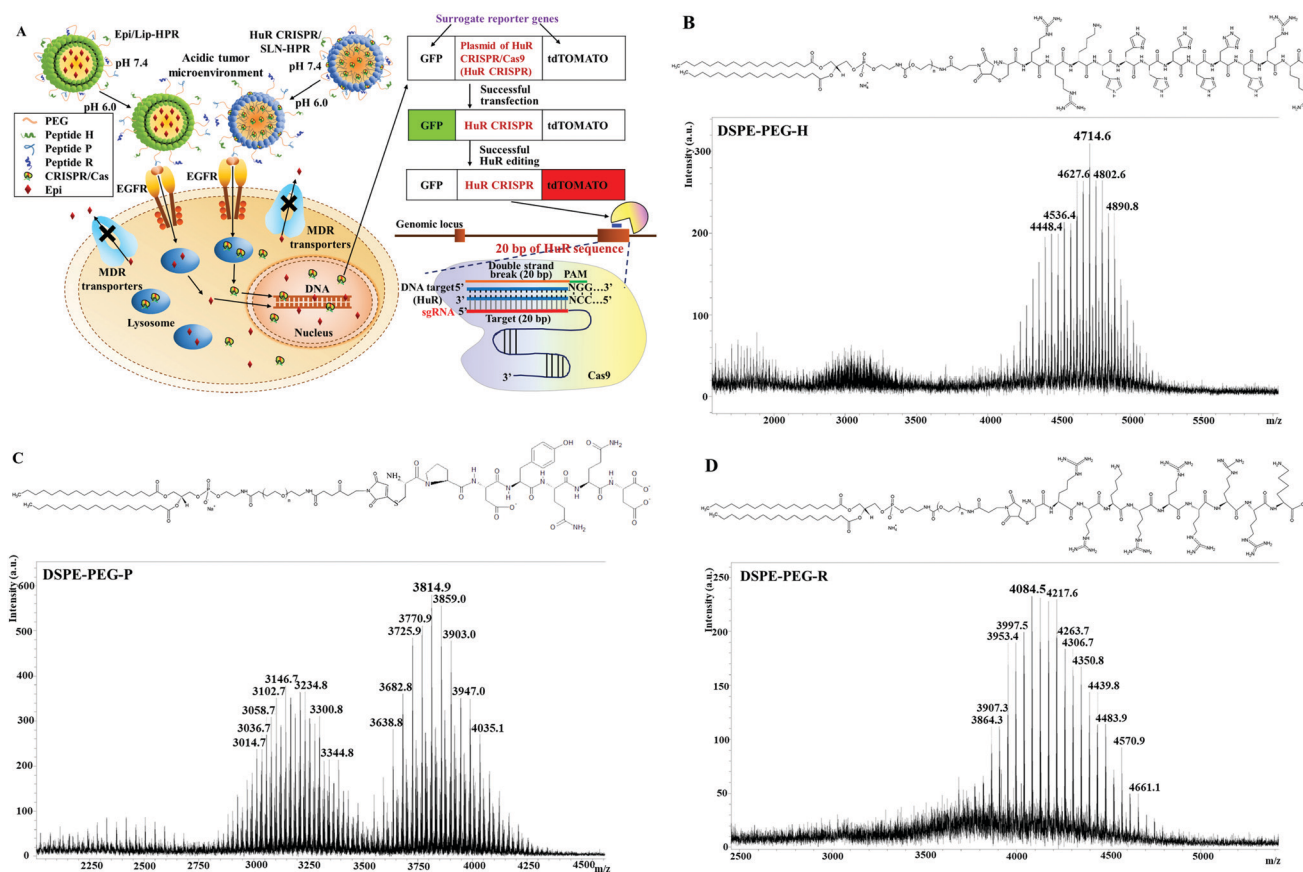 A
Epi/Lip-HPR
pH 7.4
pH 6.0
Acidic tumor
microenvironment
HuR CRISPR/
SLN-HPR
pH 7.4
pH 6.0
PEG
Peptide H
Peptide P
Peptide R
CRISPR/Cas
Epi
EGFR
EGFR
MDR
transporters
MDR
transporters
DNA
Lysosome
Nucleus
Surrogate reporter genes
GFP
Plasmid of HuR
CRISPR/Cas9
(HuR CRISPR)
tdTOMATO
Successful
transfection
GFP
HuR CRISPR
tdTOMATO
Successful
HuR editing
GFP
HuR CRISPR
tdTOMATO
Genomic locus
20 bp of HuR sequence
Double strand
break (20 bp)
PAM
DNA target 5’
NGG...3’
(HuR)
3’
NCC...5’
sgRNA
5’
Target (20 bp)
3’
Cas9
B
DSPE-PEG-H
Intensity (a.u.)
300
200
100
0
4714.6
4627.6
4802.6
4536.4
4890.8
4448.4
2000
3000
3500
4000
4500
5000
5500
m/z
C
DSPE-PEG-P
Intensity (a.u.)
600
500
400
300
200
100
0
3814.9
3859.0
3770.9
3725.9
3903.0
3682.8
3947.0
3638.8
4035.1
3146.7
3102.7
3234.8
3058.7
3300.8
3036.7
3014.7
3344.8
2250
2500
2750
3000
3250
3500
3750
4000
4250
4500
m/z
D
DSPE-PEG-R
Intensity (a.u.)
250
200
150
100
50
0
4084.5
4217.6
3997.5
4263.7
3953.4
4306.7
4350.8
3907.3
3864.3
4439.8
4483.9
4570.9
4661.1
2500
3000
3500
4000
4500
5000
m/z